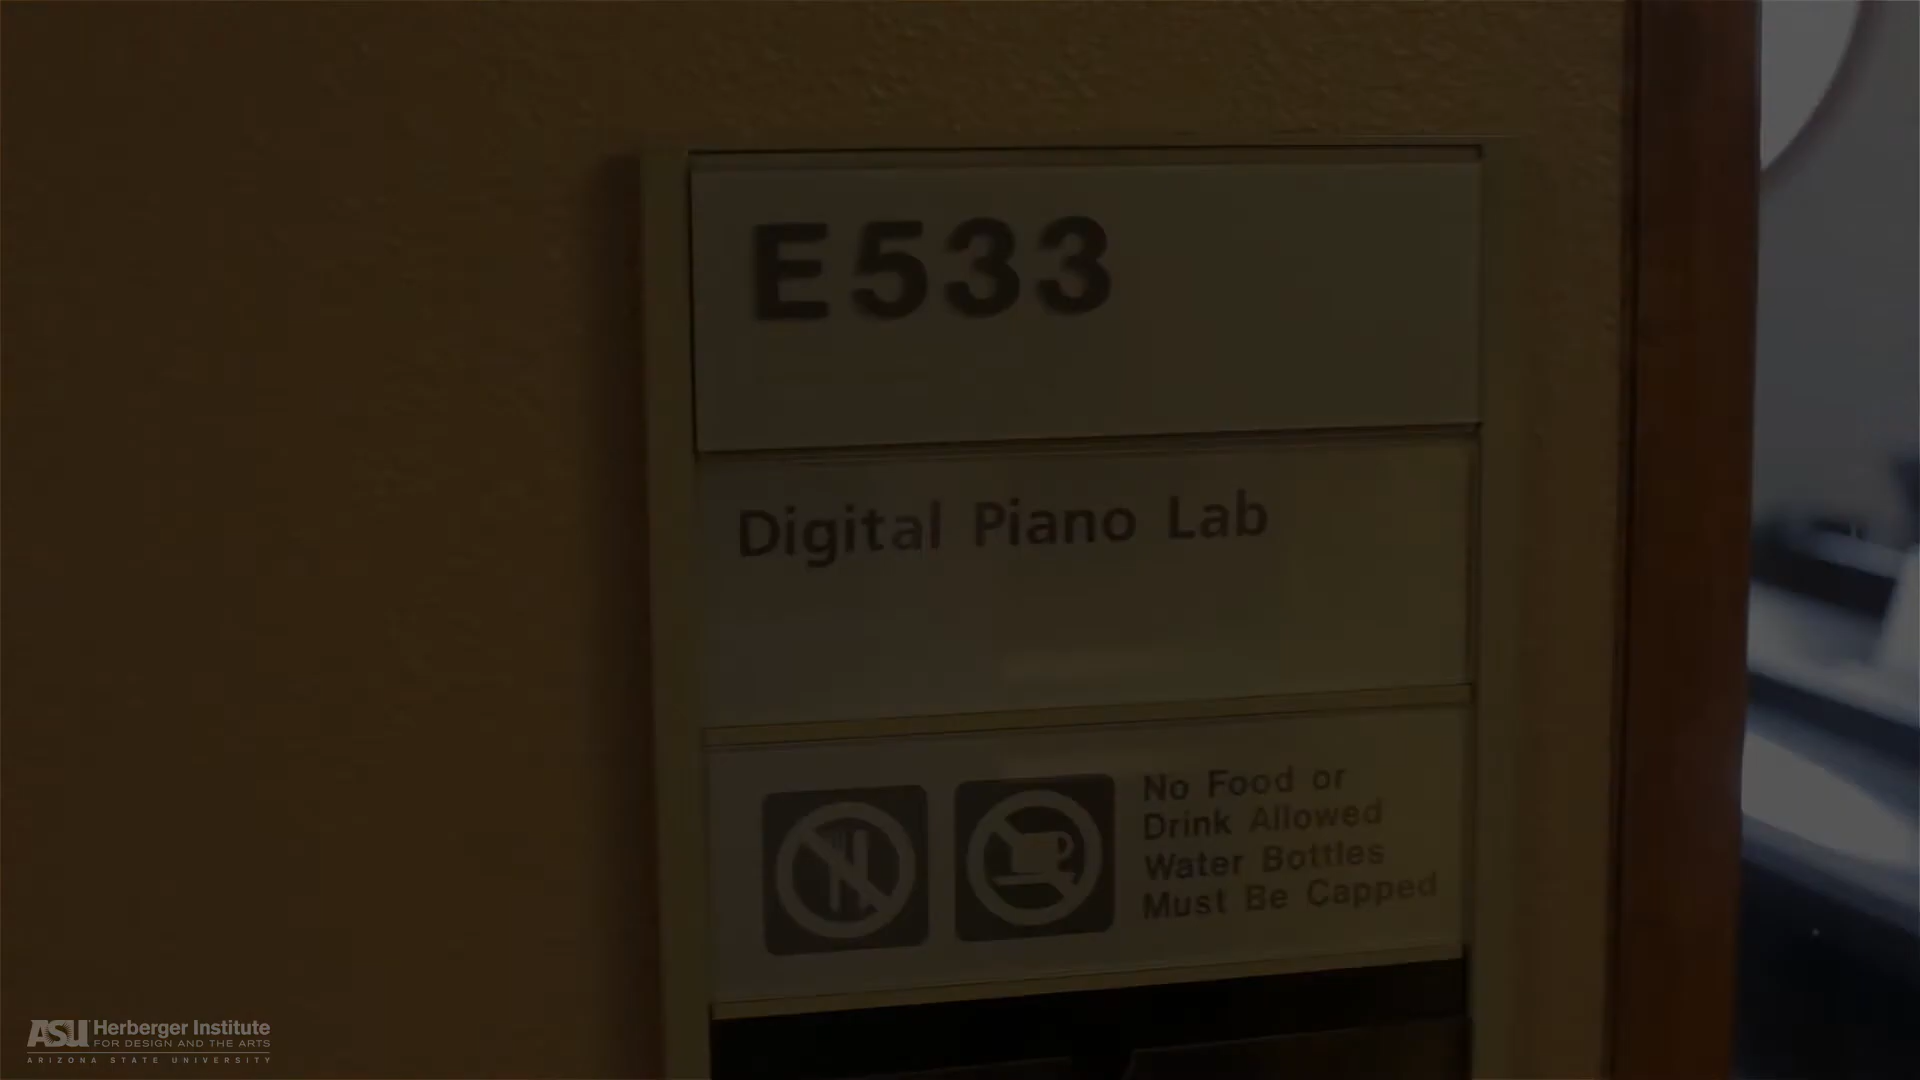 E533
Digital Piano Lab
No Food or
Drink Allowed
Water Bottles
Must Be Capped
ASU Herberger Institute
FOR DESIGN AND THE ARTS
ARIZONA STATE UNIVERSITY